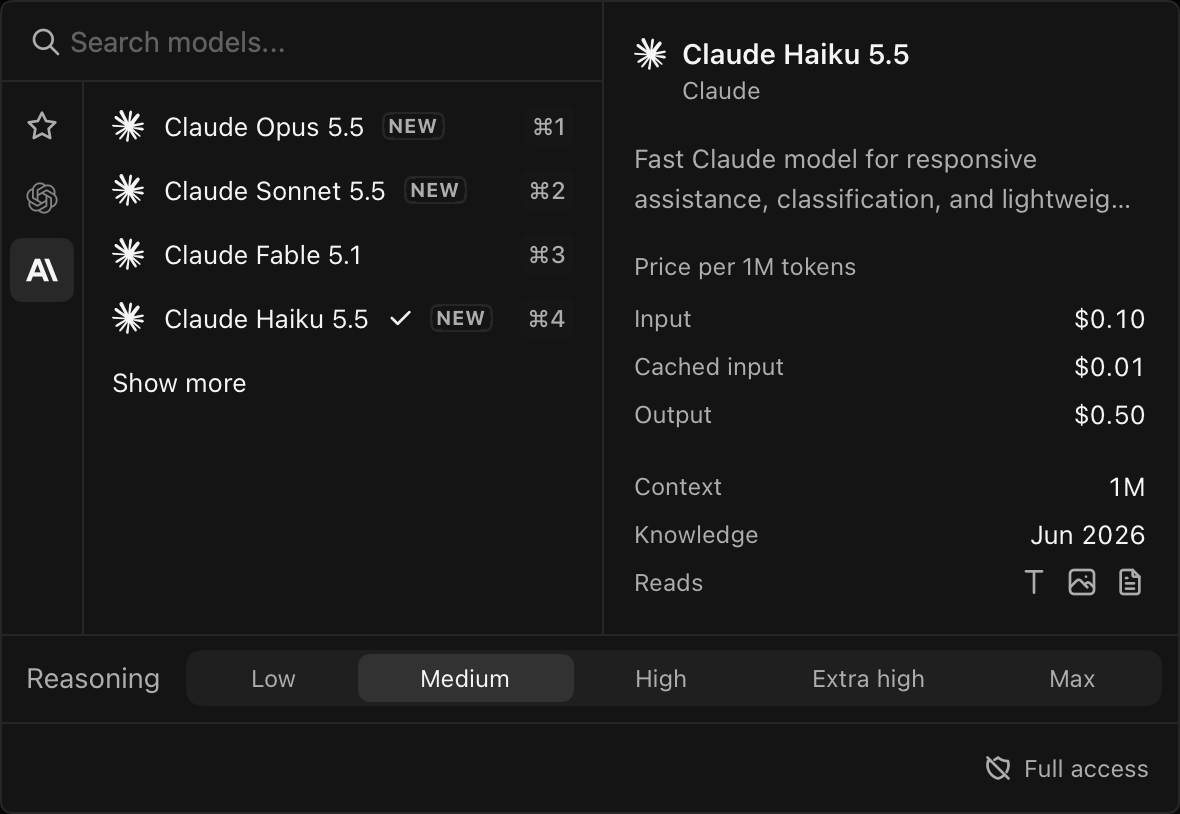 Search models...
Claude Opus 5.5 NEW ⌘1
Claude Sonnet 5.5 NEW ⌘2
Claude Fable 5.1 ⌘3
Claude Haiku 5.5 NEW ⌘4
Show more
Claude Haiku 5.5
Claude
Fast Claude model for responsive
assistance, classification, and lightweig...
Price per 1M tokens
Input $0.10
Cached input $0.01
Output $0.50
Context 1M
Knowledge Jun 2026
Reads
Reasoning Low Medium High Extra high Max
Full access